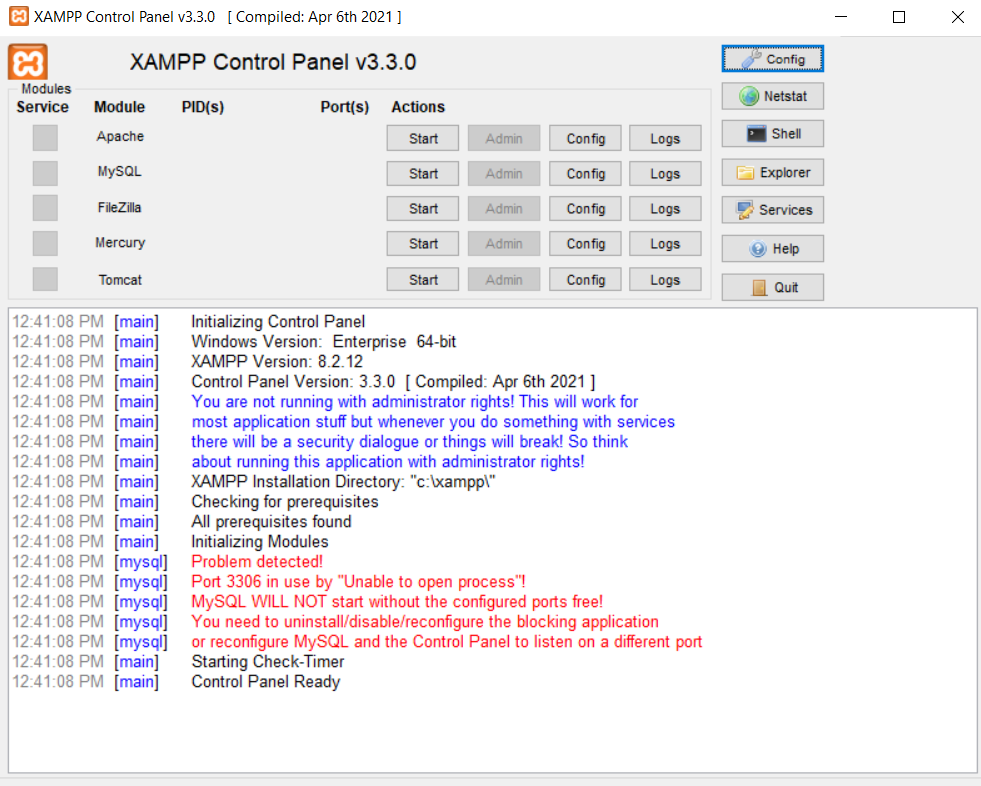 XAMPP Control Panel v3.3.0 [ Compiled: Apr 6th 2021 ]
XAMPP Control Panel v3.3.0
Config
Modules
Service Module PID(s) Port(s) Actions
Netstat
Apache Start Admin Config Logs
Shell
MySQL Start Admin Config Logs
Explorer
FileZilla Start Admin Config Logs
Services
Mercury Start Admin Config Logs
Help
Tomcat Start Admin Config Logs
Quit
12:41:08 PM [main] Initializing Control Panel
12:41:08 PM [main] Windows Version: Enterprise 64-bit
12:41:08 PM [main] XAMPP Version: 8.2.12
12:41:08 PM [main] Control Panel Version: 3.3.0 [ Compiled: Apr 6th 2021 ]
12:41:08 PM [main] You are not running with administrator rights! This will work for
12:41:08 PM [main] most application stuff but whenever you do something with services
12:41:08 PM [main] there will be a security dialogue or things will break! So think
12:41:08 PM [main] about running this application with administrator rights!
12:41:08 PM [main] XAMPP Installation Directory: "c:\xampp\"
12:41:08 PM [main] Checking for prerequisites
12:41:08 PM [main] All prerequisites found
12:41:08 PM [main] Initializing Modules
12:41:08 PM [mysql] Problem detected!
12:41:08 PM [mysql] Port 3306 in use by "Unable to open process"!
12:41:08 PM [mysql] MySQL WILL NOT start without the configured ports free!
12:41:08 PM [mysql] You need to uninstall/disable/reconfigure the blocking application
12:41:08 PM [mysql] or reconfigure MySQL and the Control Panel to listen on a different port
12:41:08 PM [main] Starting Check-Timer
12:41:08 PM [main] Control Panel Ready